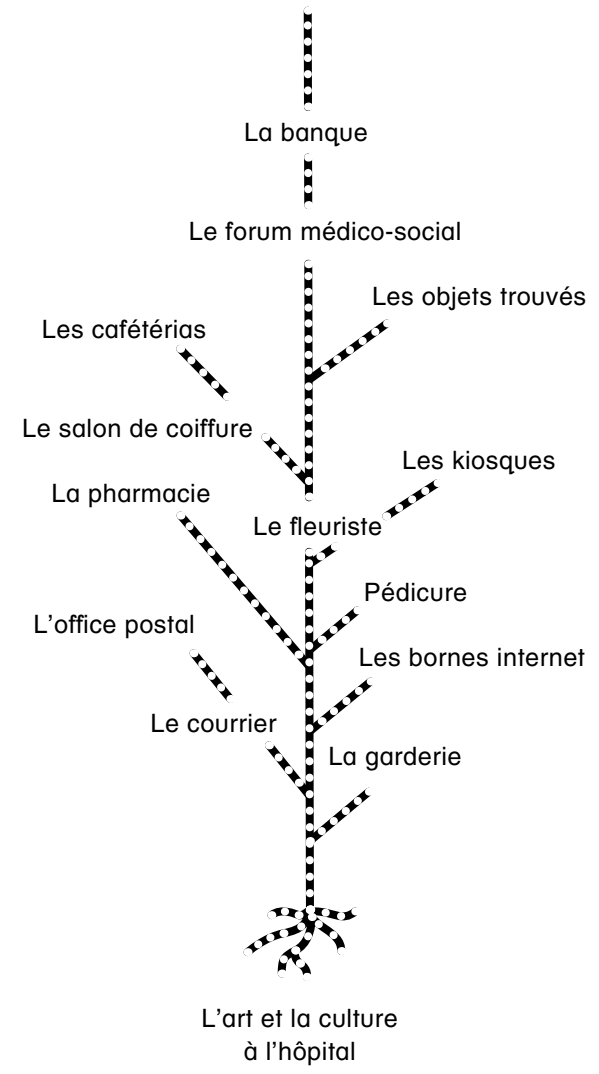 La banque
Le forum médico-social
Les objets trouvés
Les cafétérias
Le salon de coiffure
Les kiosques
La pharmacie
Le fleuriste
Pédicure
L’office postal
Les bornes internet
Le courrier
La garderie
L’art et la culture
à l’hôpital